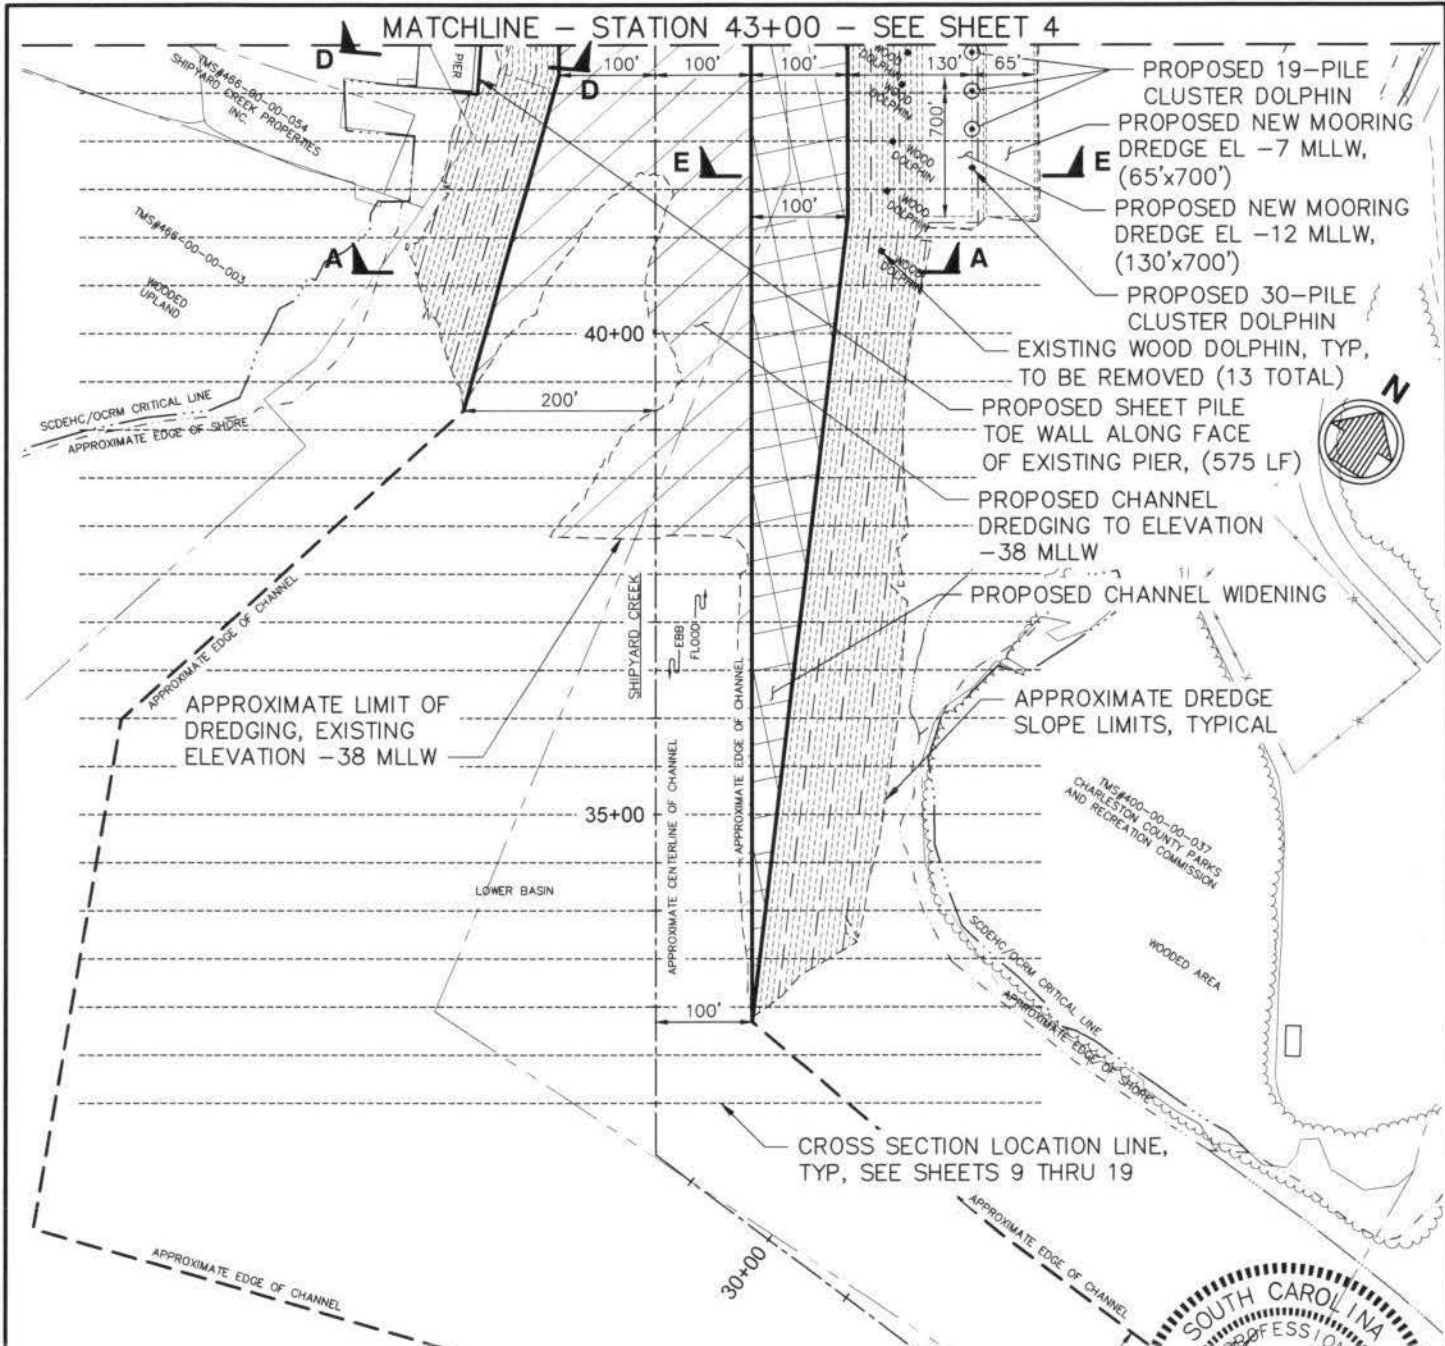 MATCHLINE – STATION 43+00 – SEE SHEET 4
D
D
PIER
100'
100'
100'
130'
65'
700'
WOOD
DOLPHIN
WOOD
DOLPHIN
WOOD
DOLPHIN
WOOD
DOLPHIN
WOOD
DOLPHIN
TMS#466-90-00-054
SHIPYARD CREEK PROPERTIES
INC.
PROPOSED 19-PILE
CLUSTER DOLPHIN
PROPOSED NEW MOORING
DREDGE EL -7 MLLW,
(65'x700')
E
E
100'
PROPOSED NEW MOORING
DREDGE EL -12 MLLW,
(130'x700')
TMS#466-00-00-003
WOODED
UPLAND
A
A
PROPOSED 30-PILE
CLUSTER DOLPHIN
40+00
EXISTING WOOD DOLPHIN, TYP,
TO BE REMOVED (13 TOTAL)
N
200'
SCDEHC/OCRM CRITICAL LINE
APPROXIMATE EDGE OF SHORE
PROPOSED SHEET PILE
TOE WALL ALONG FACE
OF EXISTING PIER, (575 LF)
PROPOSED CHANNEL
DREDGING TO ELEVATION
-38 MLLW
APPROXIMATE EDGE OF CHANNEL
SHIPYARD CREEK
EBB
FLOOD
PROPOSED CHANNEL WIDENING
APPROXIMATE LIMIT OF
DREDGING, EXISTING
ELEVATION -38 MLLW
APPROXIMATE DREDGE
SLOPE LIMITS, TYPICAL
APPROXIMATE CENTERLINE OF CHANNEL
APPROXIMATE EDGE OF CHANNEL
TMS#400-00-00-037
CHARLESTON COUNTY PARKS
AND RECREATION COMMISSION
35+00
LOWER BASIN
WOODED AREA
SCDEHC/OCRM CRITICAL LINE
APPROXIMATE EDGE OF SHORE
100'
CROSS SECTION LOCATION LINE,
TYP, SEE SHEETS 9 THRU 19
30+00
APPROXIMATE EDGE OF CHANNEL
APPROXIMATE EDGE OF CHANNEL
SOUTH CAROLINA